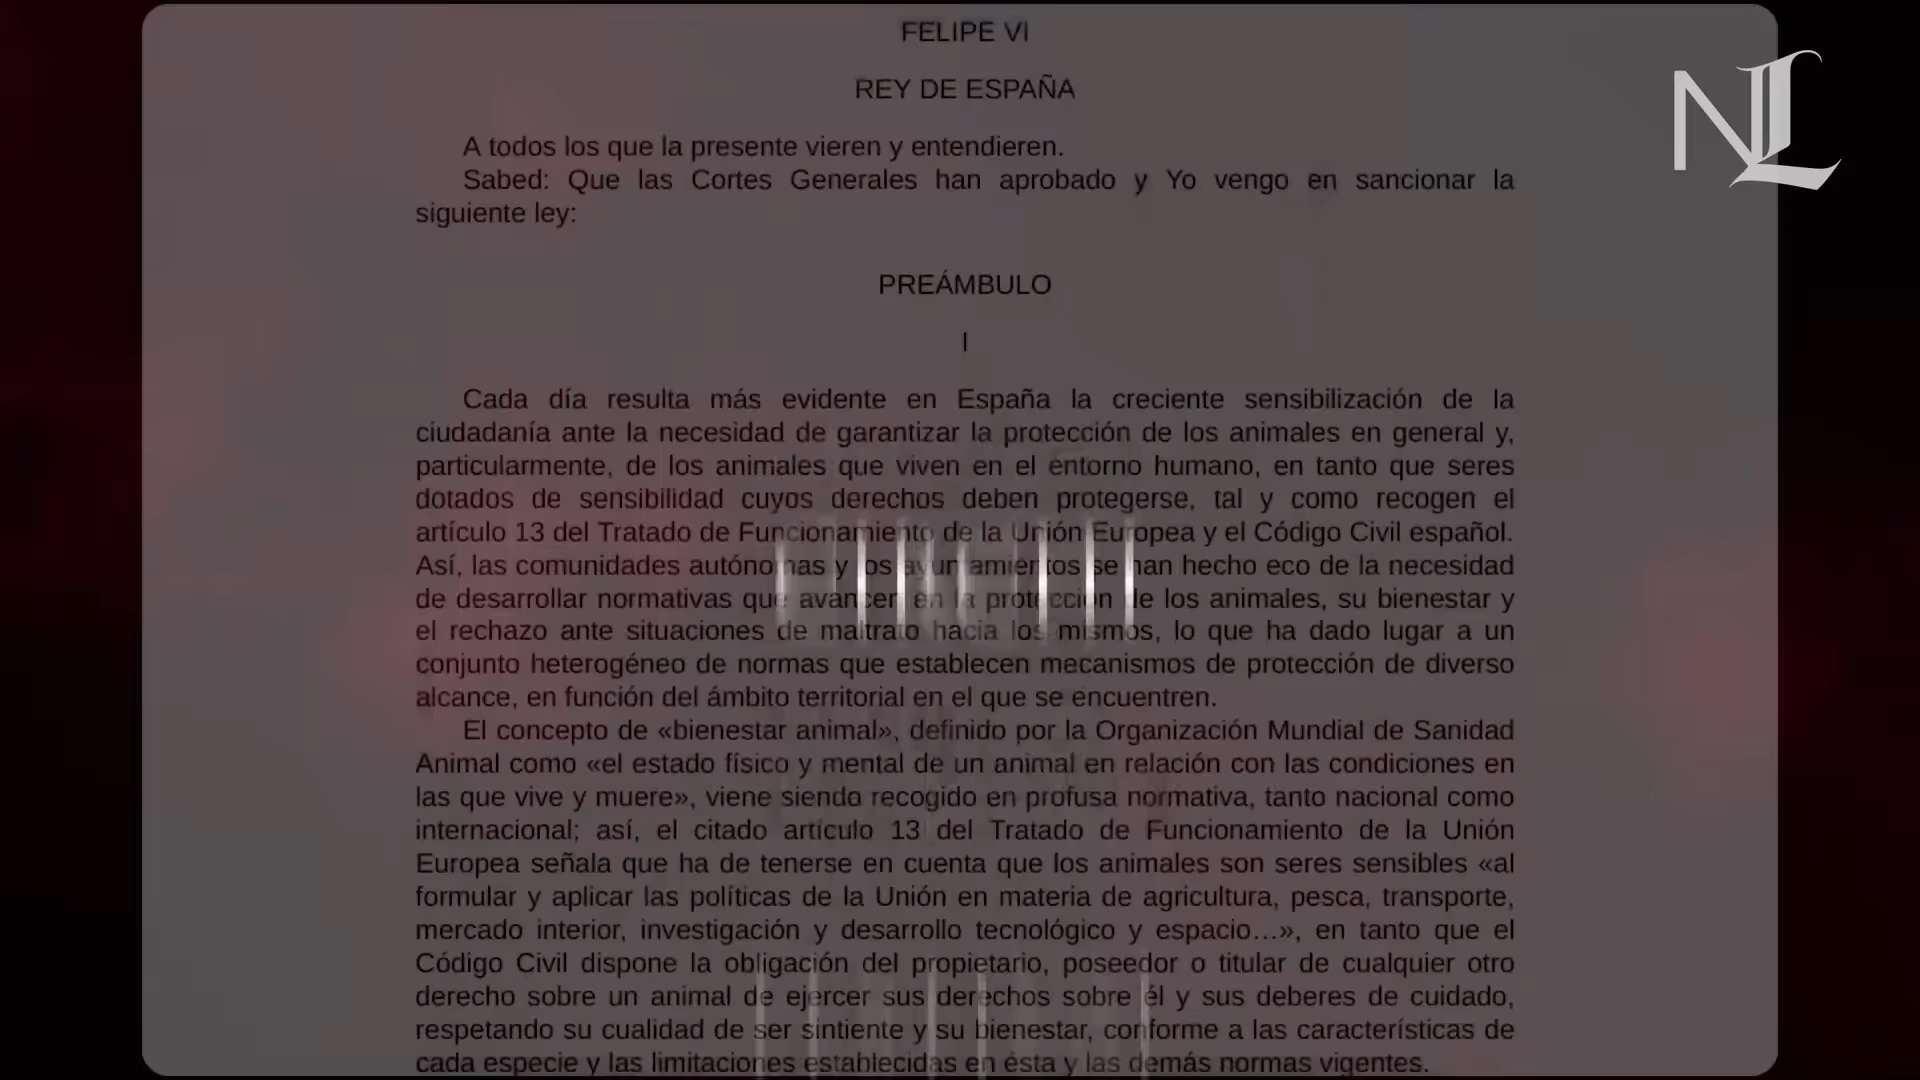 FELIPE VI
NL
REY DE ESPAÑA
A todos los que la presente vieren y entendieren.
Sabed: Que las Cortes Generales han aprobado y Yo vengo en sancionar la
siguiente ley:
PREÁMBULO
I
Cada día resulta más evidente en España la creciente sensibilización de la
ciudadanía ante la necesidad de garantizar la protección de los animales en general y,
particularmente, de los animales que viven en el entorno humano, en tanto que seres
dotados de sensibilidad cuyos derechos deben protegerse, tal y como recogen el
artículo 13 del Tratado de Funcionamiento de la Unión Europea y el Código Civil español.
Así, las comunidades autónomas y los ayuntamientos se han hecho eco de la necesidad
de desarrollar normativas que avancen en la protección de los animales, su bienestar y
el rechazo ante situaciones de maltrato hacia los mismos, lo que ha dado lugar a un
conjunto heterogéneo de normas que establecen mecanismos de protección de diverso
alcance, en función del ámbito territorial en el que se encuentren.
El concepto de «bienestar animal», definido por la Organización Mundial de Sanidad
Animal como «el estado físico y mental de un animal en relación con las condiciones en
las que vive y muere», viene siendo recogido en profusa normativa, tanto nacional como
internacional; así, el citado artículo 13 del Tratado de Funcionamiento de la Unión
Europea señala que ha de tenerse en cuenta que los animales son seres sensibles «al
formular y aplicar las políticas de la Unión en materia de agricultura, pesca, transporte,
mercado interior, investigación y desarrollo tecnológico y espacio…», en tanto que el
Código Civil dispone la obligación del propietario, poseedor o titular de cualquier otro
derecho sobre un animal de ejercer sus derechos sobre él y sus deberes de cuidado,
respetando su cualidad de ser sintiente y su bienestar, conforme a las características de
cada especie y las limitaciones establecidas en ésta y las demás normas vigentes.